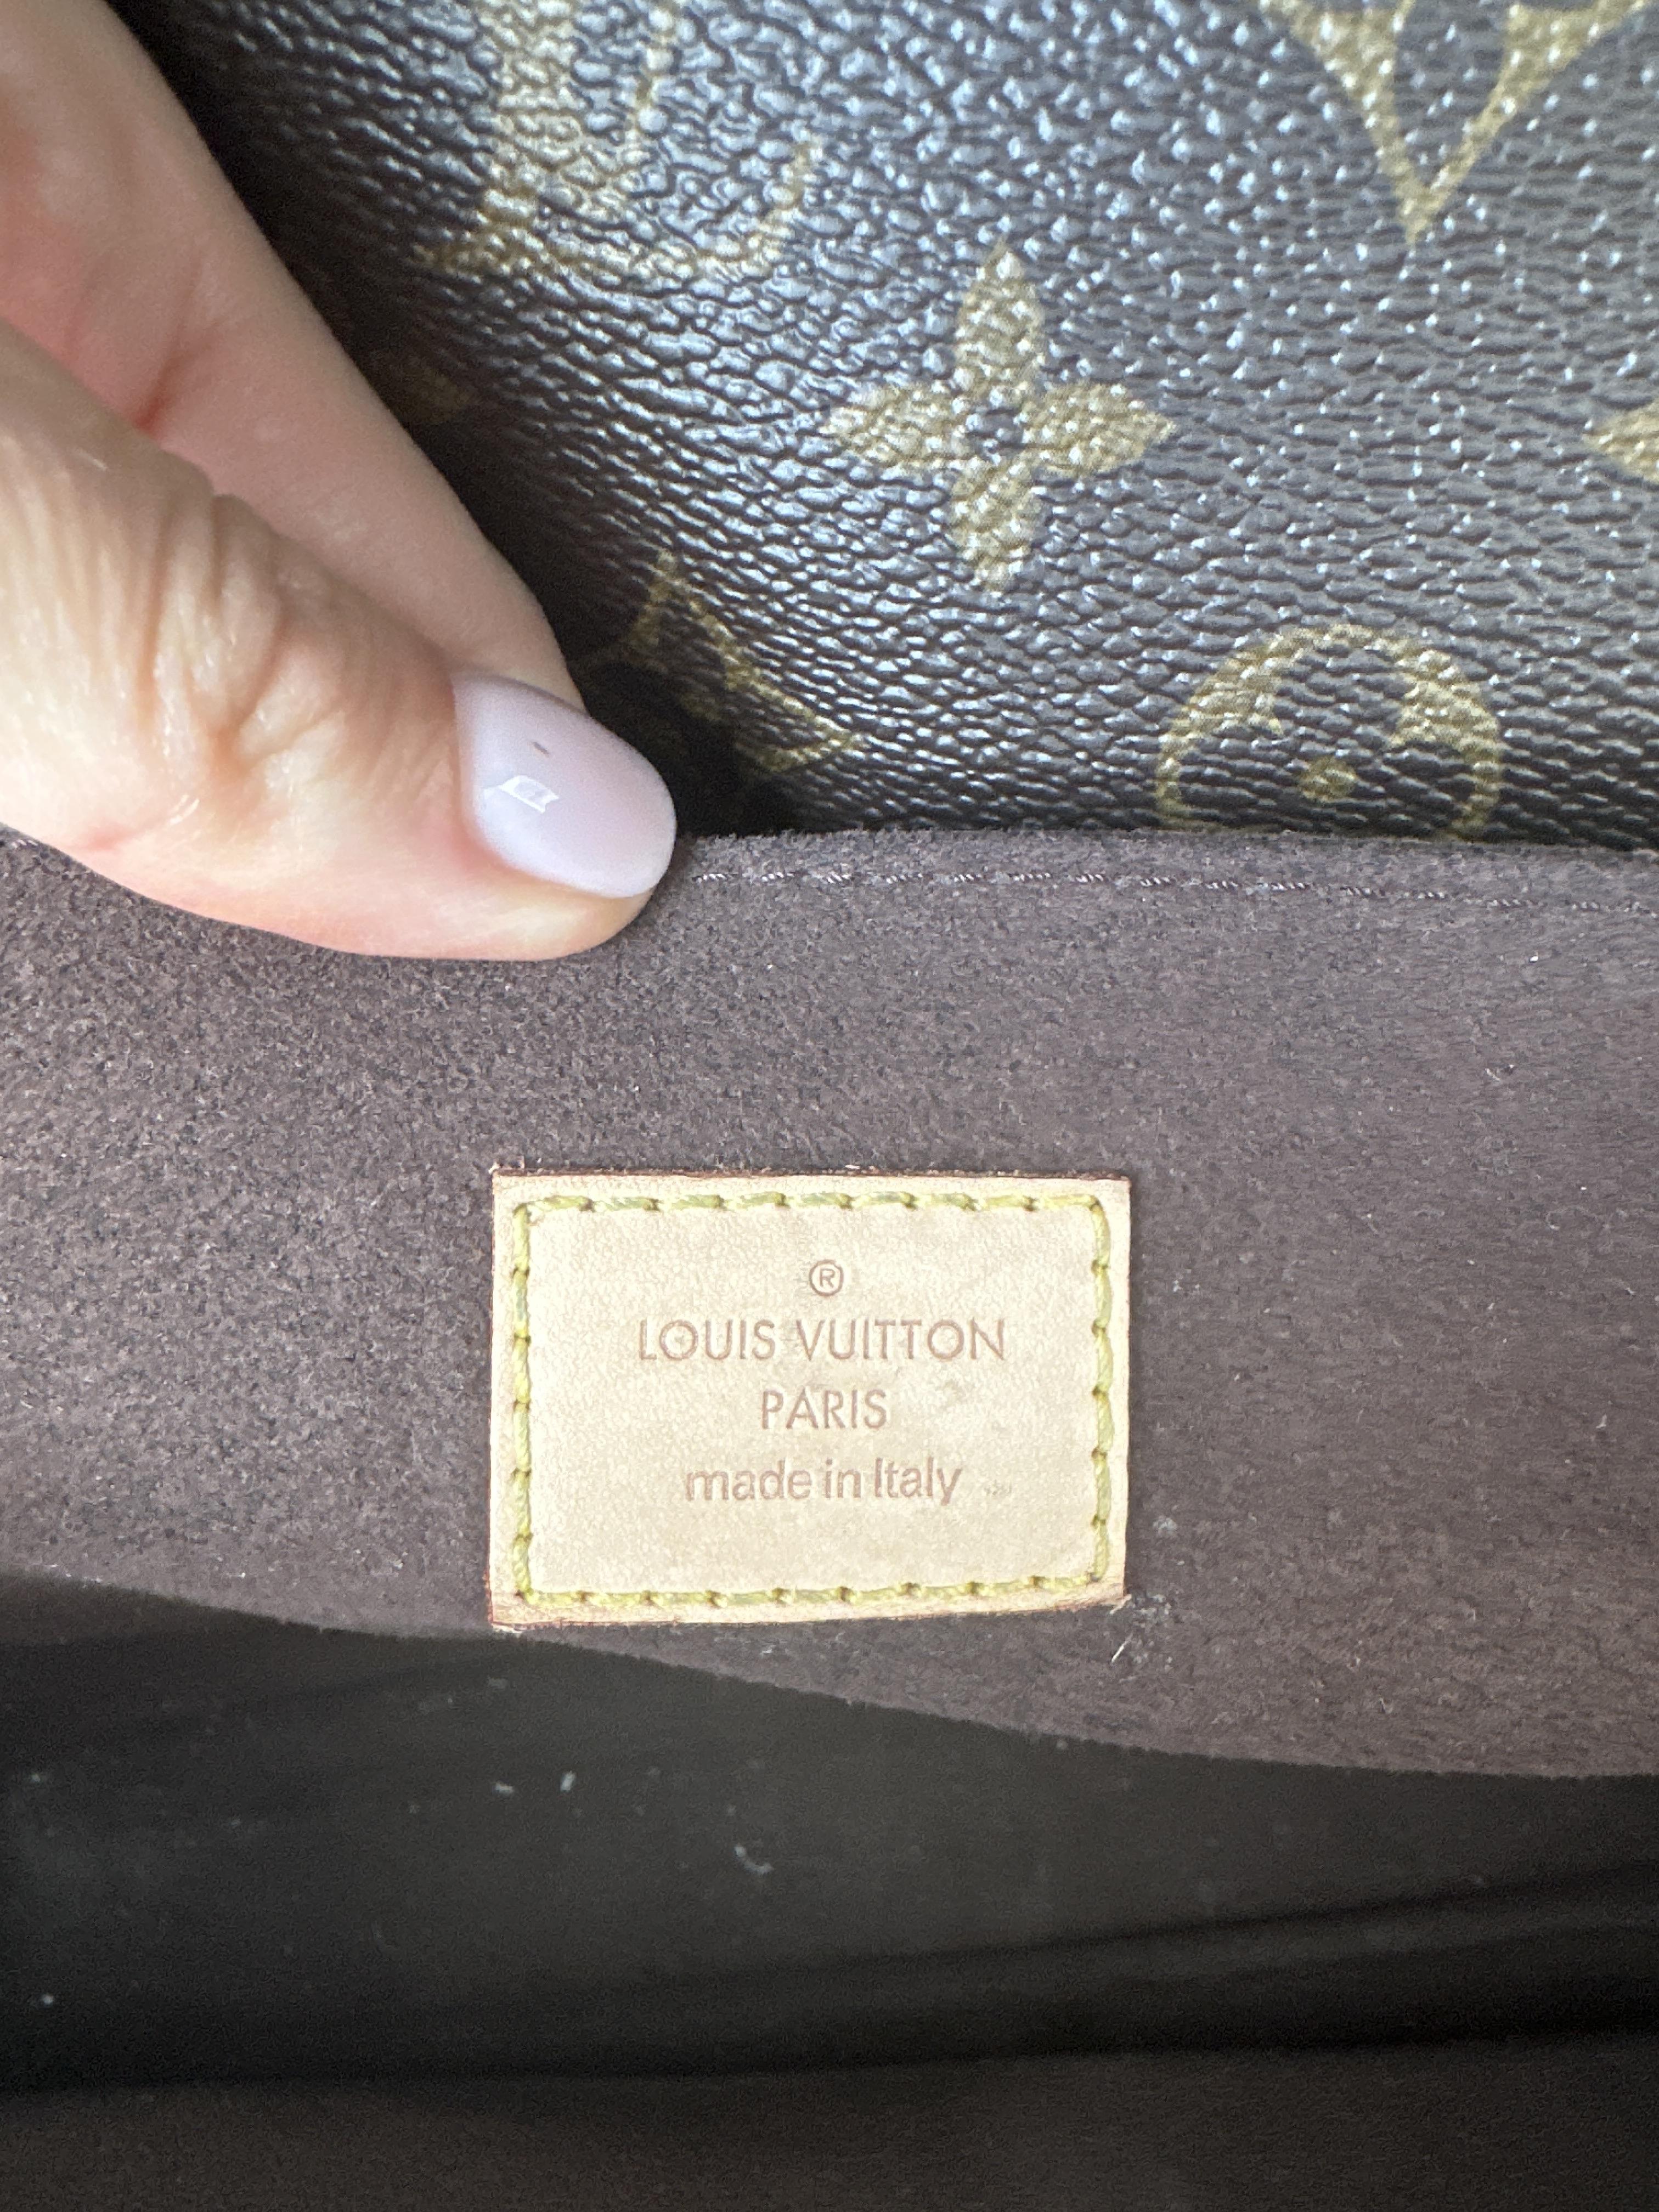 ®
LOUIS VUITTON
PARIS
made in Italy